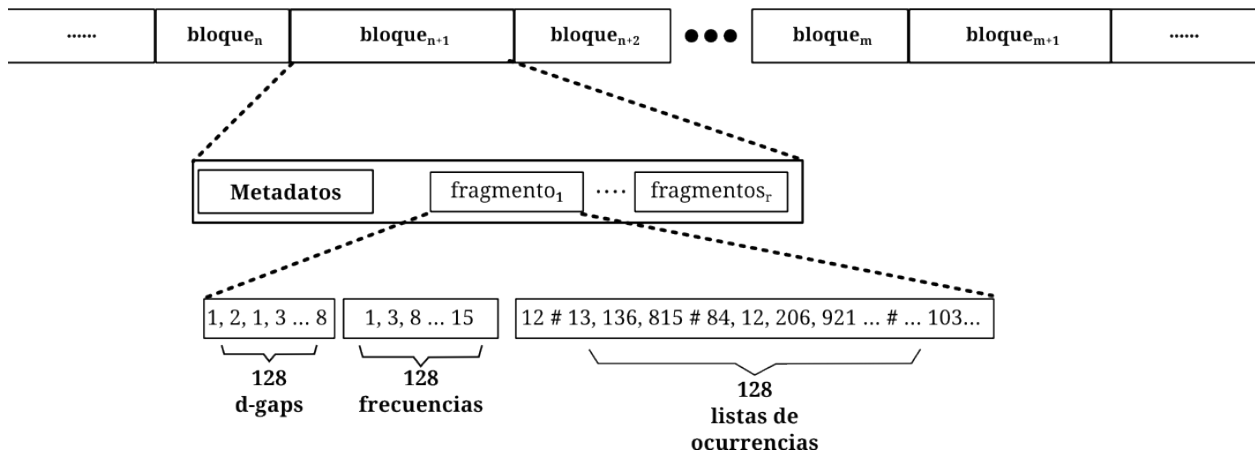 ...... bloqueₙ bloqueₙ₊₁ bloqueₙ₊₂ ●●● bloqueₘ bloqueₘ₊₁ ......
Metadatos fragmento₁ .... fragmentosᵣ
1, 2, 1, 3 ... 8 1, 3, 8 ... 15 12 # 13, 136, 815 # 84, 12, 206, 921 ... # ... 103...
128 128 128
d-gaps frecuencias listas de
ocurrencias